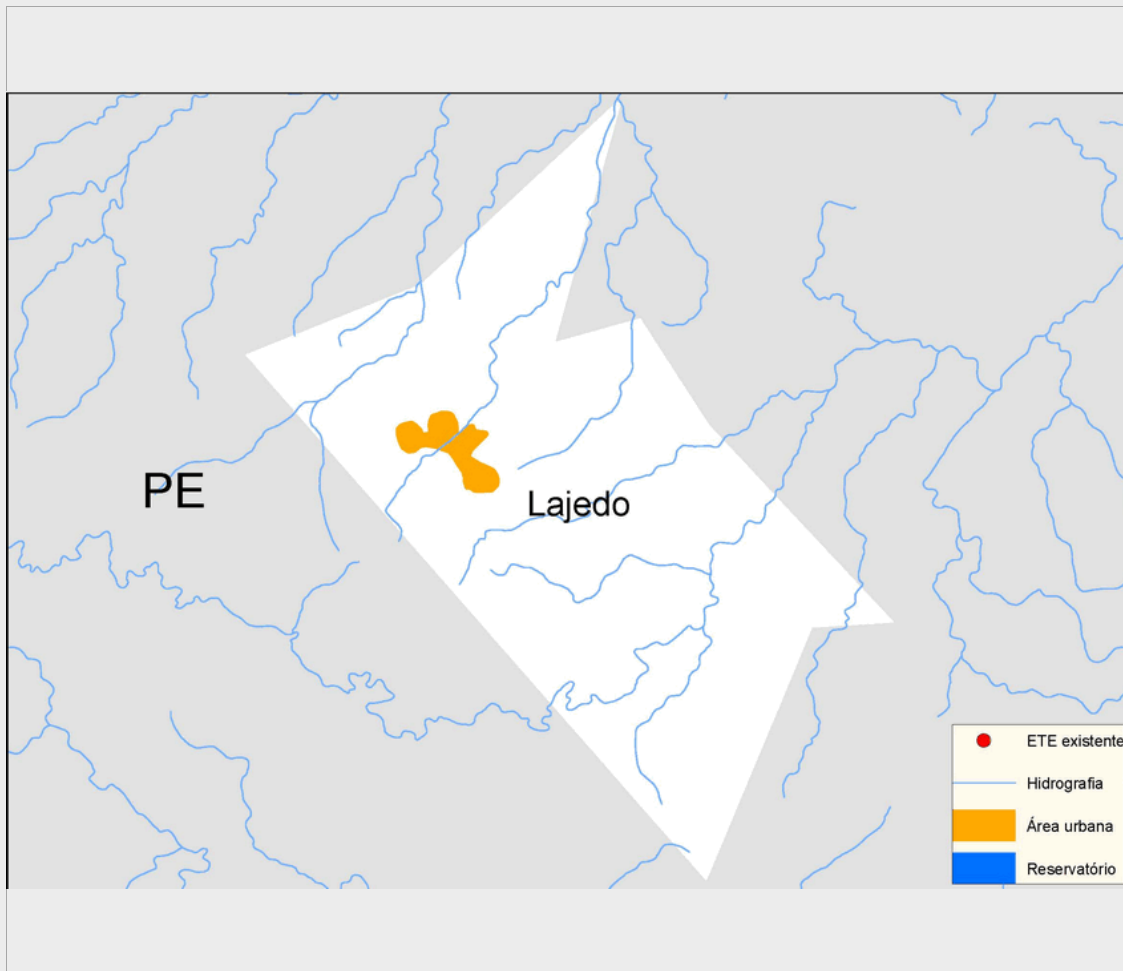 PE
Lajedo
ETE existente
Hidrografia
Área urbana
Reservatório